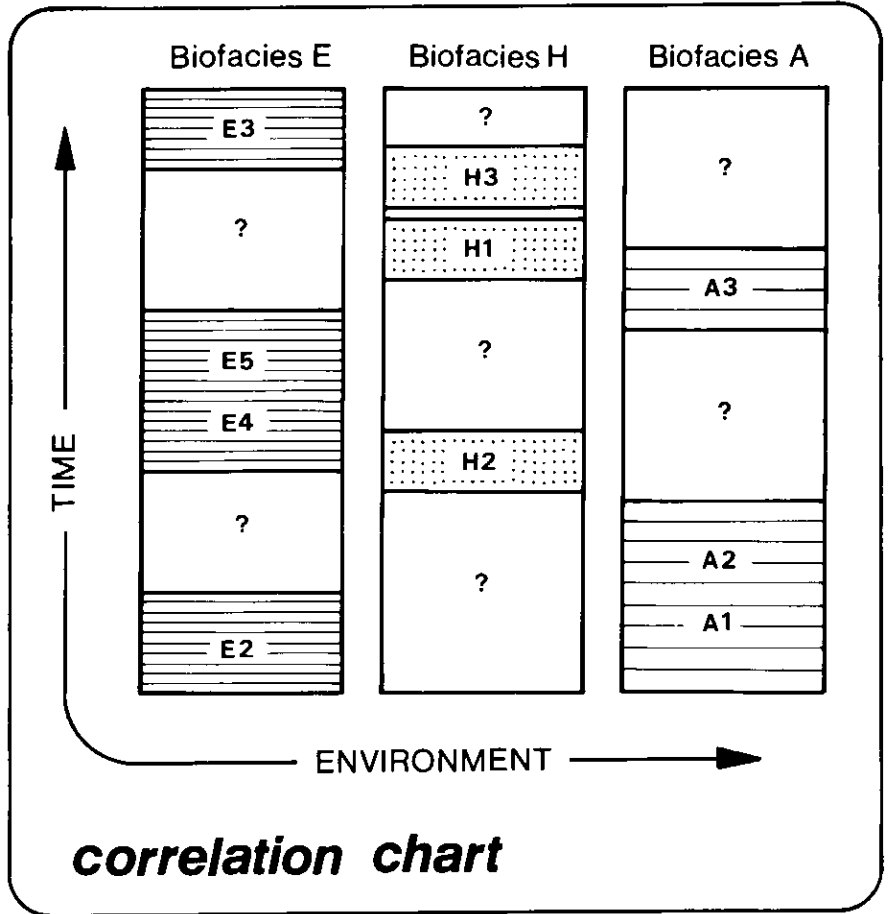 Biofacies E
Biofacies H
Biofacies A
E3
?
E5
E4
?
E2
?
H3
H1
?
H2
?
?
A3
?
A2
A1
TIME
ENVIRONMENT
correlation chart